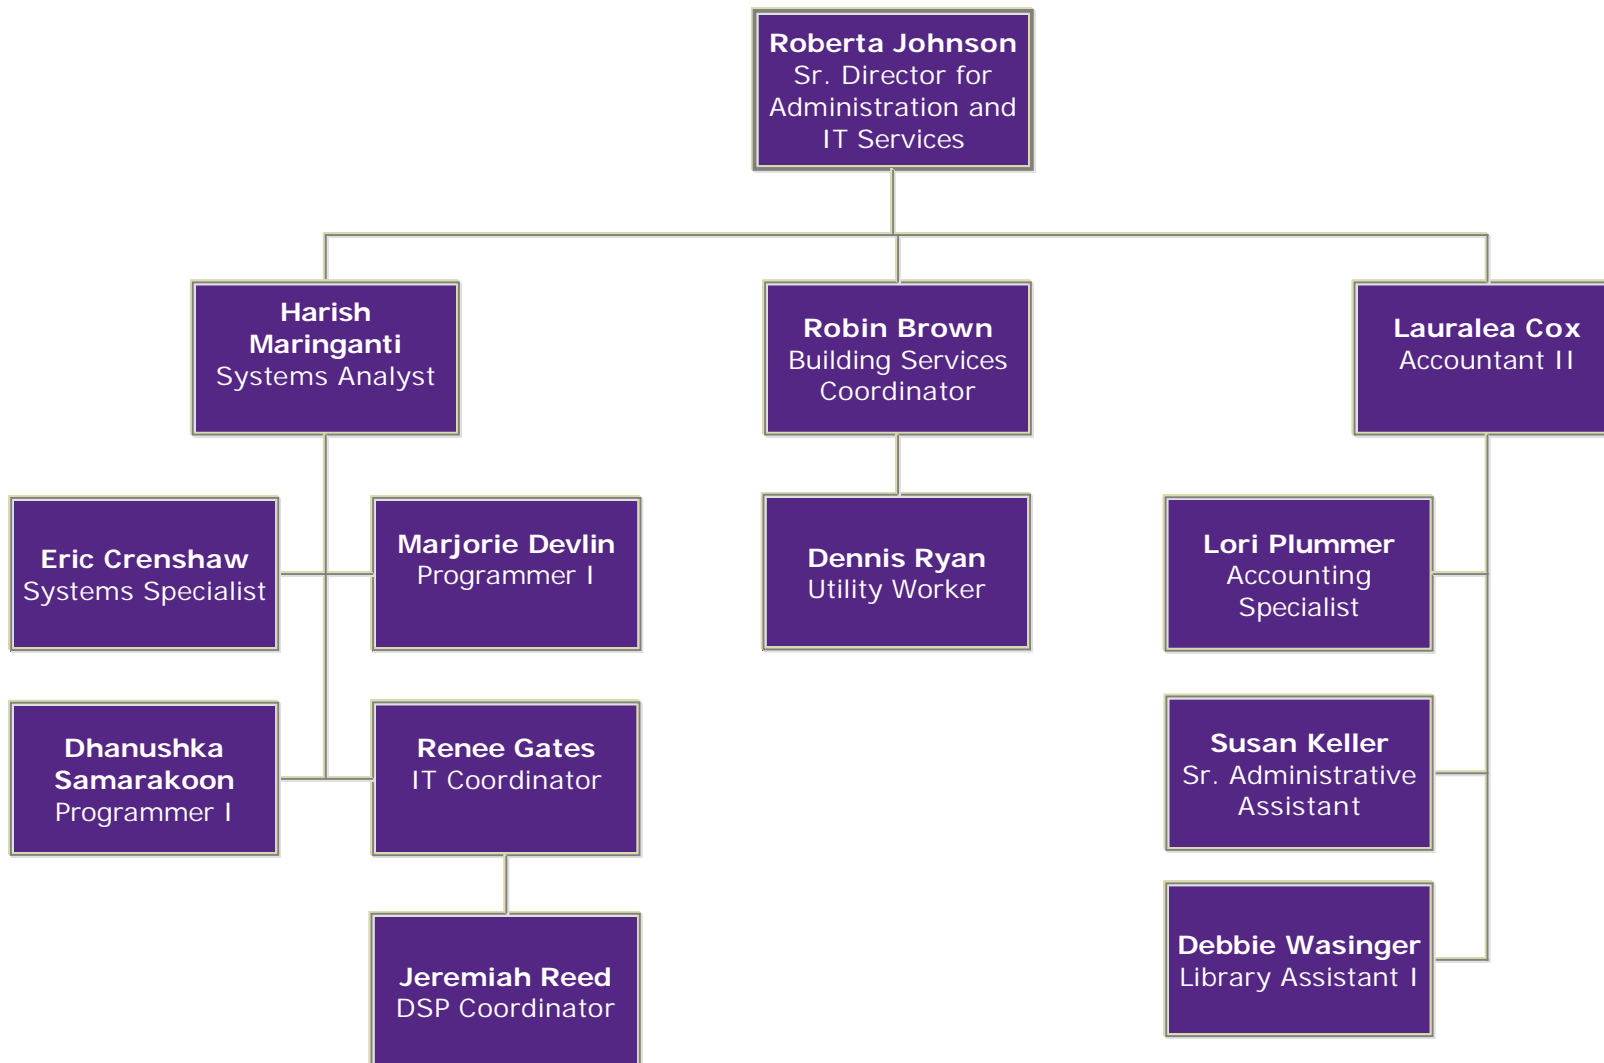 Roberta Johnson
Sr. Director for
Administration and
IT Services
Harish
Maringanti
Systems Analyst
Robin Brown
Building Services
Coordinator
Lauralea Cox
Accountant II
Eric Crenshaw
Systems Specialist
Marjorie Devlin
Programmer I
Dennis Ryan
Utility Worker
Lori Plummer
Accounting
Specialist
Dhanushka
Samarakoon
Programmer I
Renee Gates
IT Coordinator
Susan Keller
Sr. Administrative
Assistant
Jeremiah Reed
DSP Coordinator
Debbie Wasinger
Library Assistant I